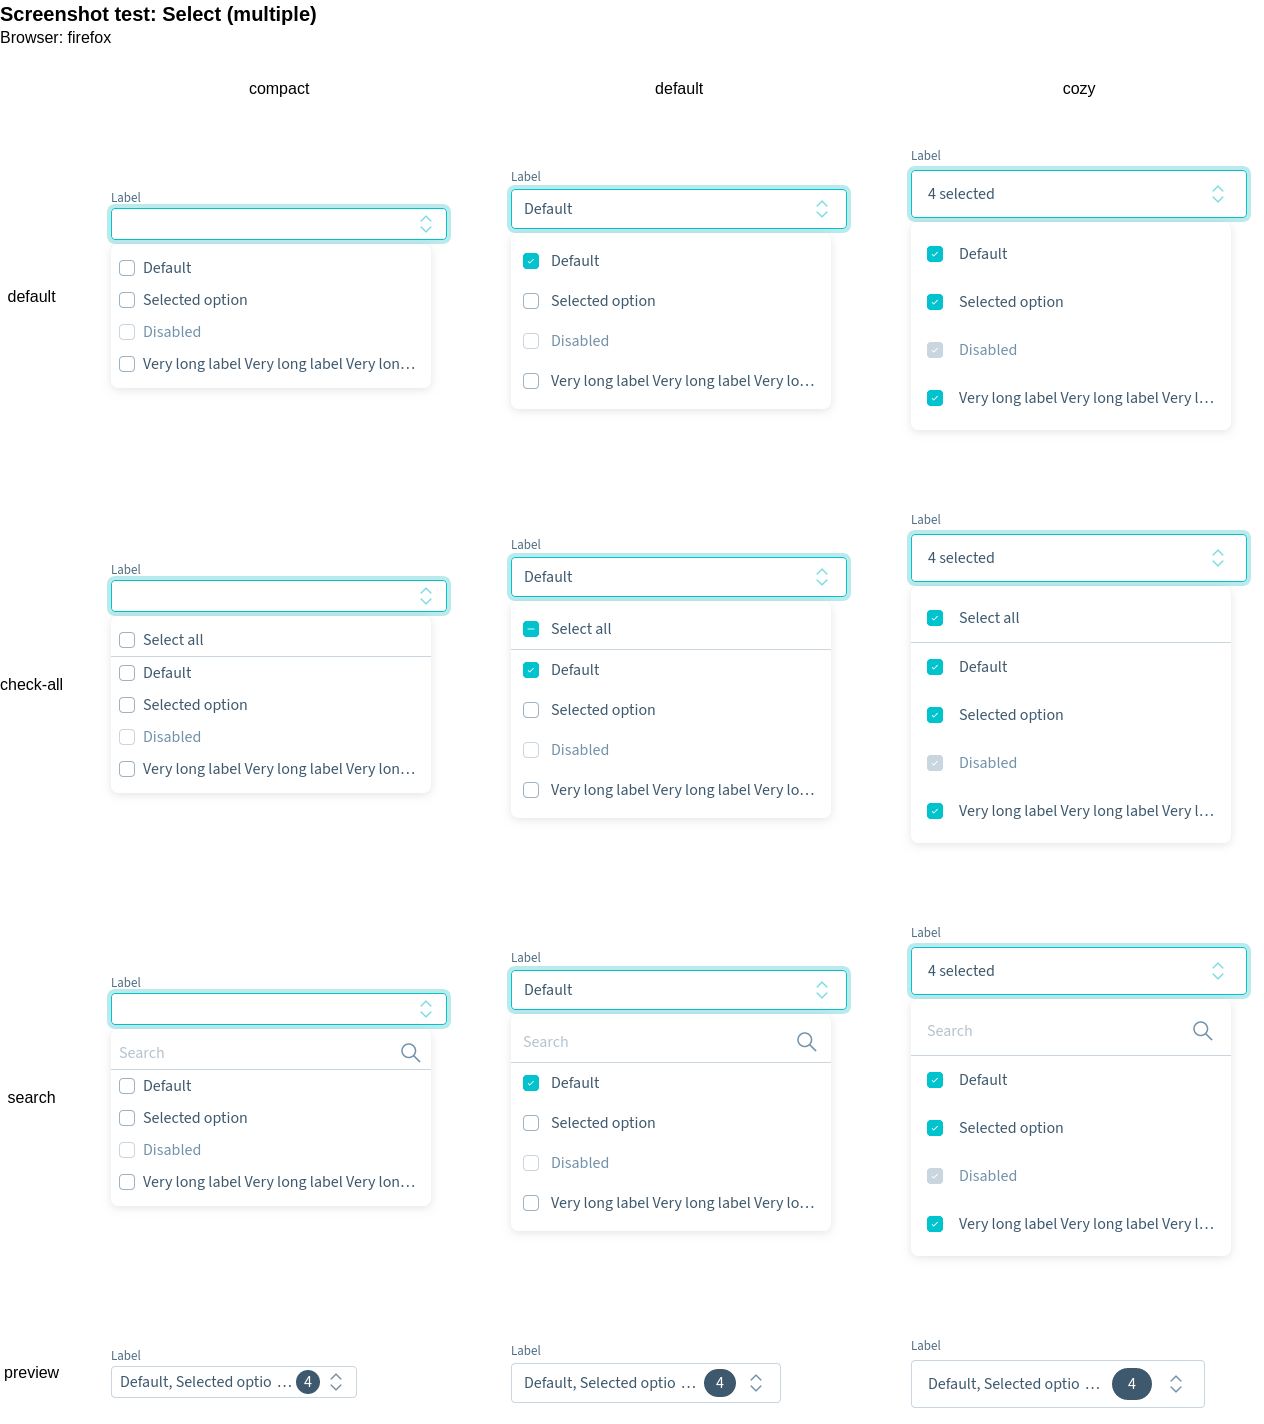 Screenshot test: Select (multiple)
Browser: firefox
compact default cozy
default
Label
Default
Selected option
Disabled
Very long label Very long label Very lon…
Label
Default
Default
Selected option
Disabled
Very long label Very long label Very lo…
Label
4 selected
Default
Selected option
Disabled
Very long label Very long label Very l…
check-all
Label
Select all
Default
Selected option
Disabled
Very long label Very long label Very lon…
Label
Default
Select all
Default
Selected option
Disabled
Very long label Very long label Very lo…
Label
4 selected
Select all
Default
Selected option
Disabled
Very long label Very long label Very l…
search
Label
Search
Default
Selected option
Disabled
Very long label Very long label Very lon…
Label
Default
Search
Default
Selected option
Disabled
Very long label Very long label Very lo…
Label
4 selected
Search
Default
Selected option
Disabled
Very long label Very long label Very l…
preview
Label
Default, Selected optio … 4
Label
Default, Selected optio … 4
Label
Default, Selected optio … 4